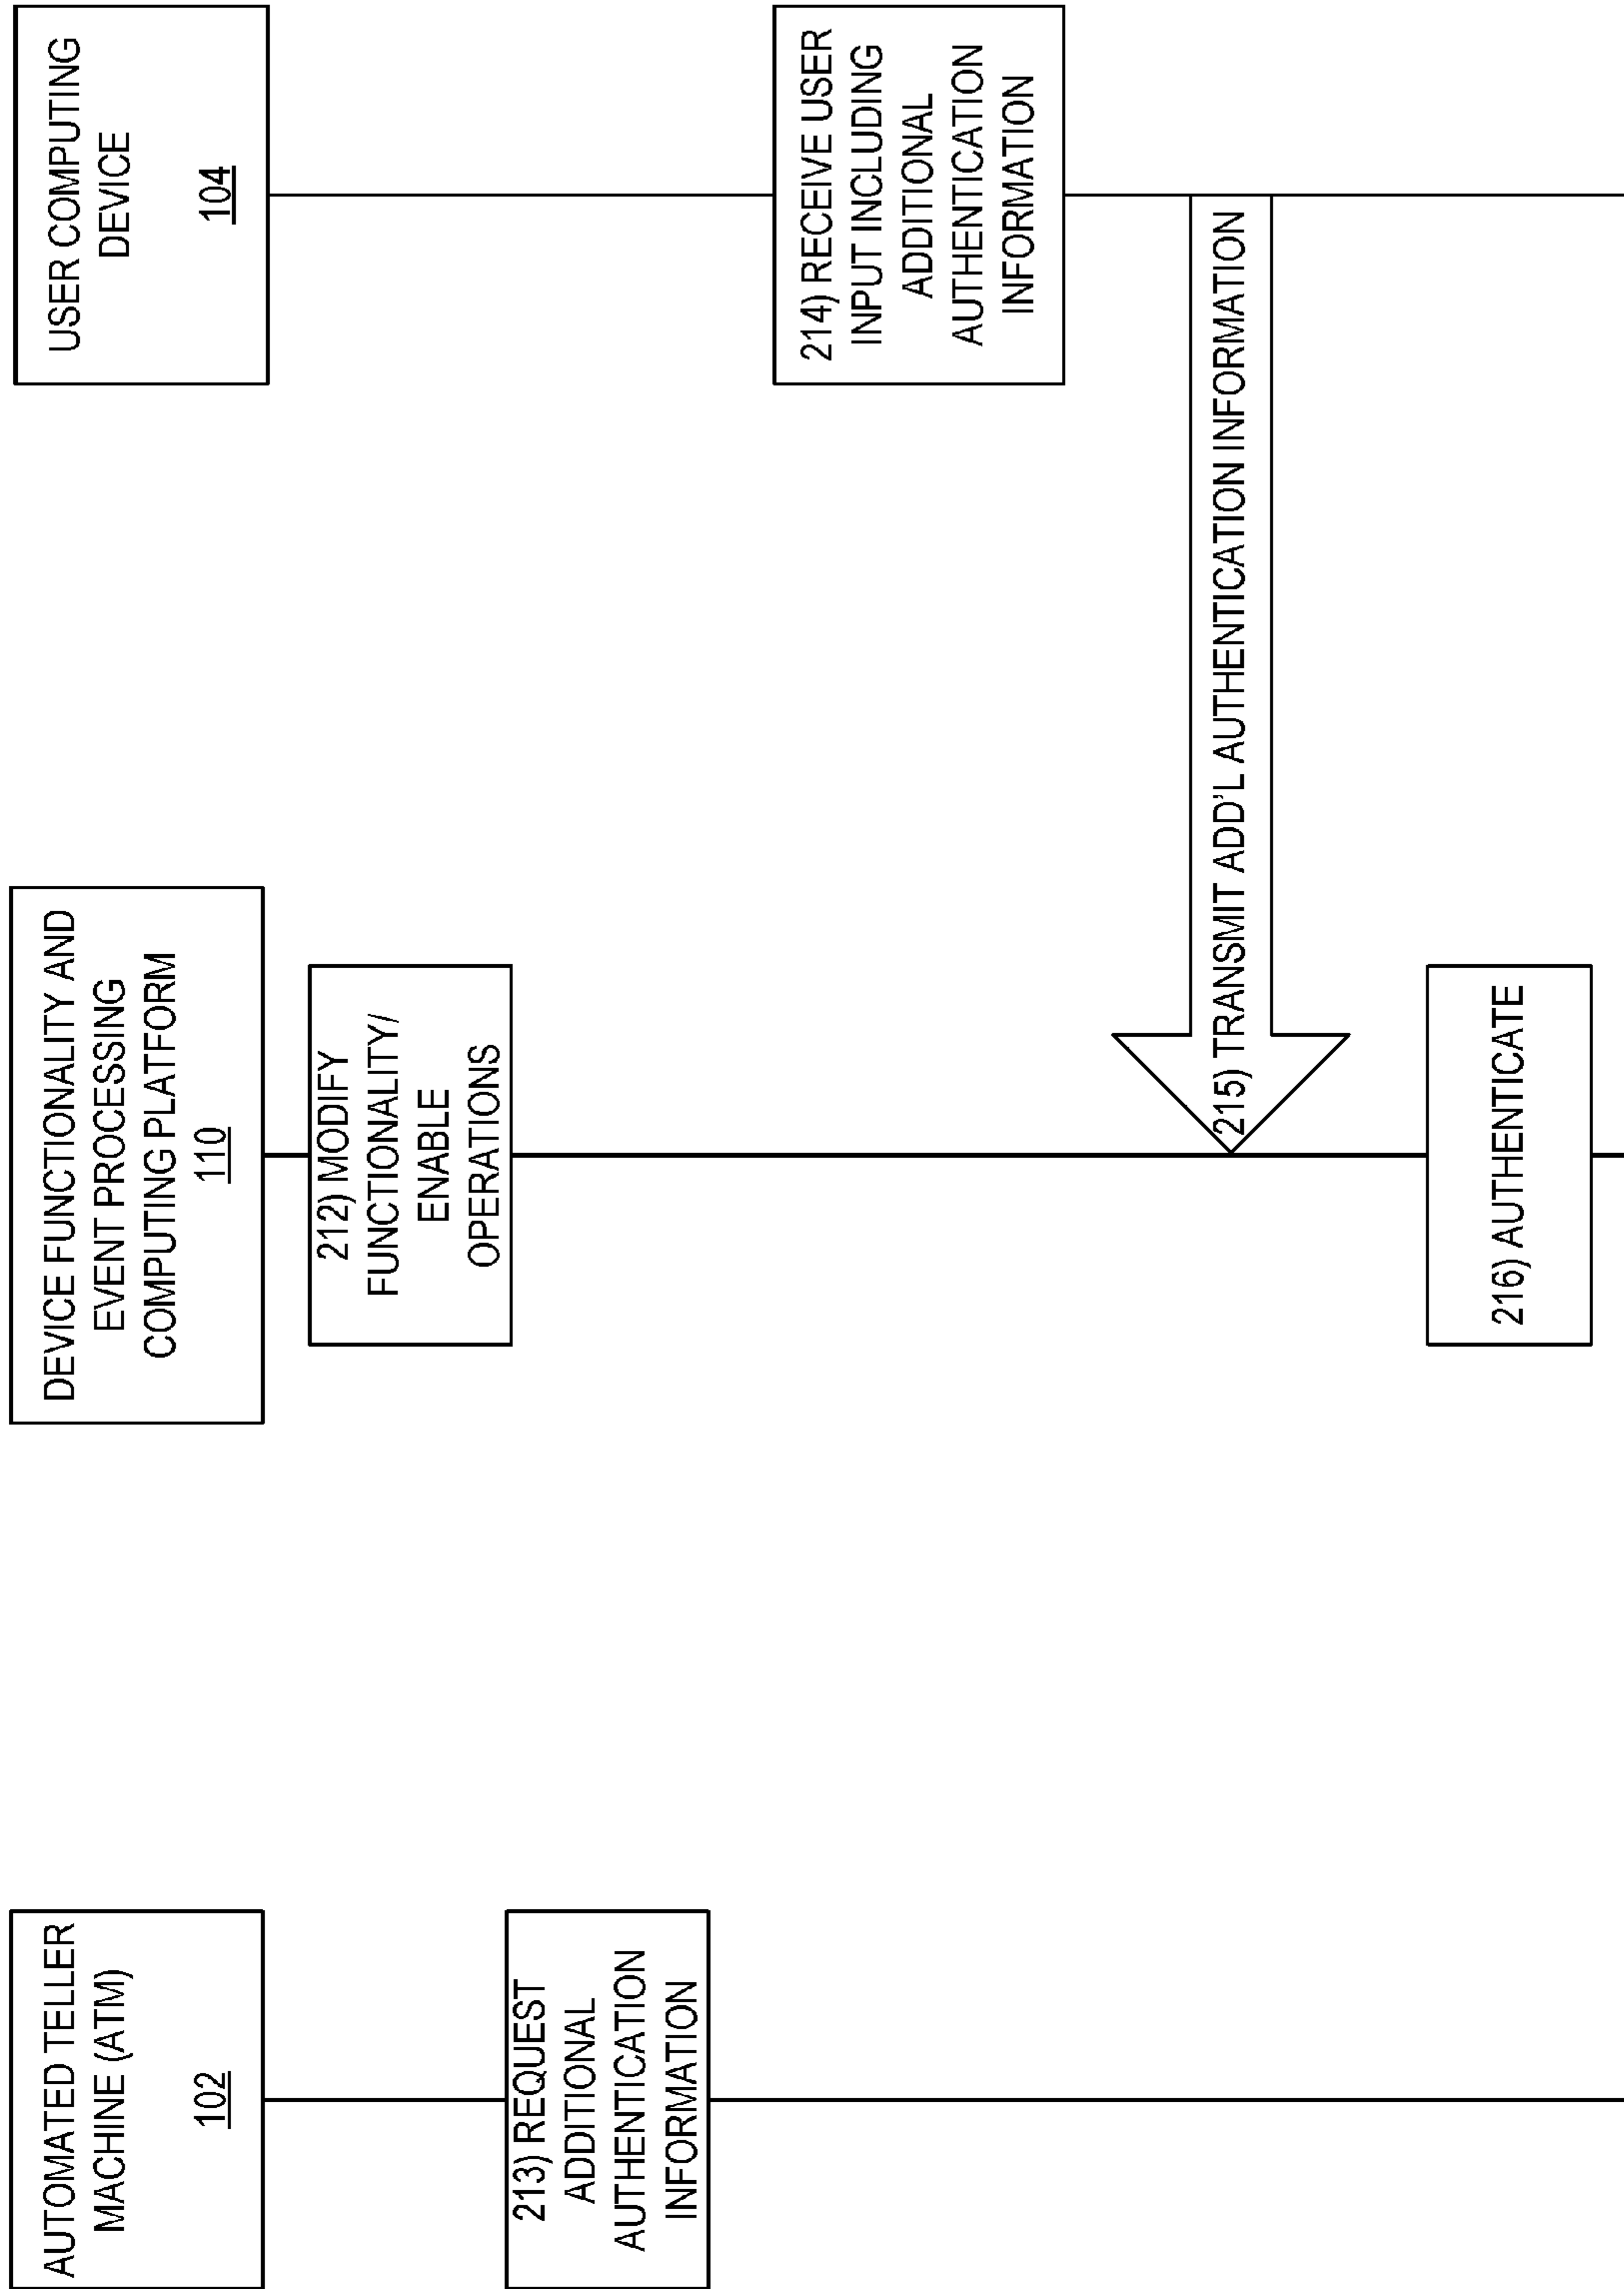 AUTOMATED TELLER
MACHINE (ATM)
102
DEVICE FUNCTIONALITY AND
EVENT PROCESSING
COMPUTING PLATFORM
110
USER COMPUTING
DEVICE
104
212) MODIFY
FUNCTIONALITY/
ENABLE
OPERATIONS
213) REQUEST
ADDITIONAL
AUTHENTICATION
INFORMATION
214) RECEIVE USER
INPUT INCLUDING
ADDITIONAL
AUTHENTICATION
INFORMATION
215) TRANSMIT ADD'L AUTHENTICATION INFORMATION
216) AUTHENTICATE